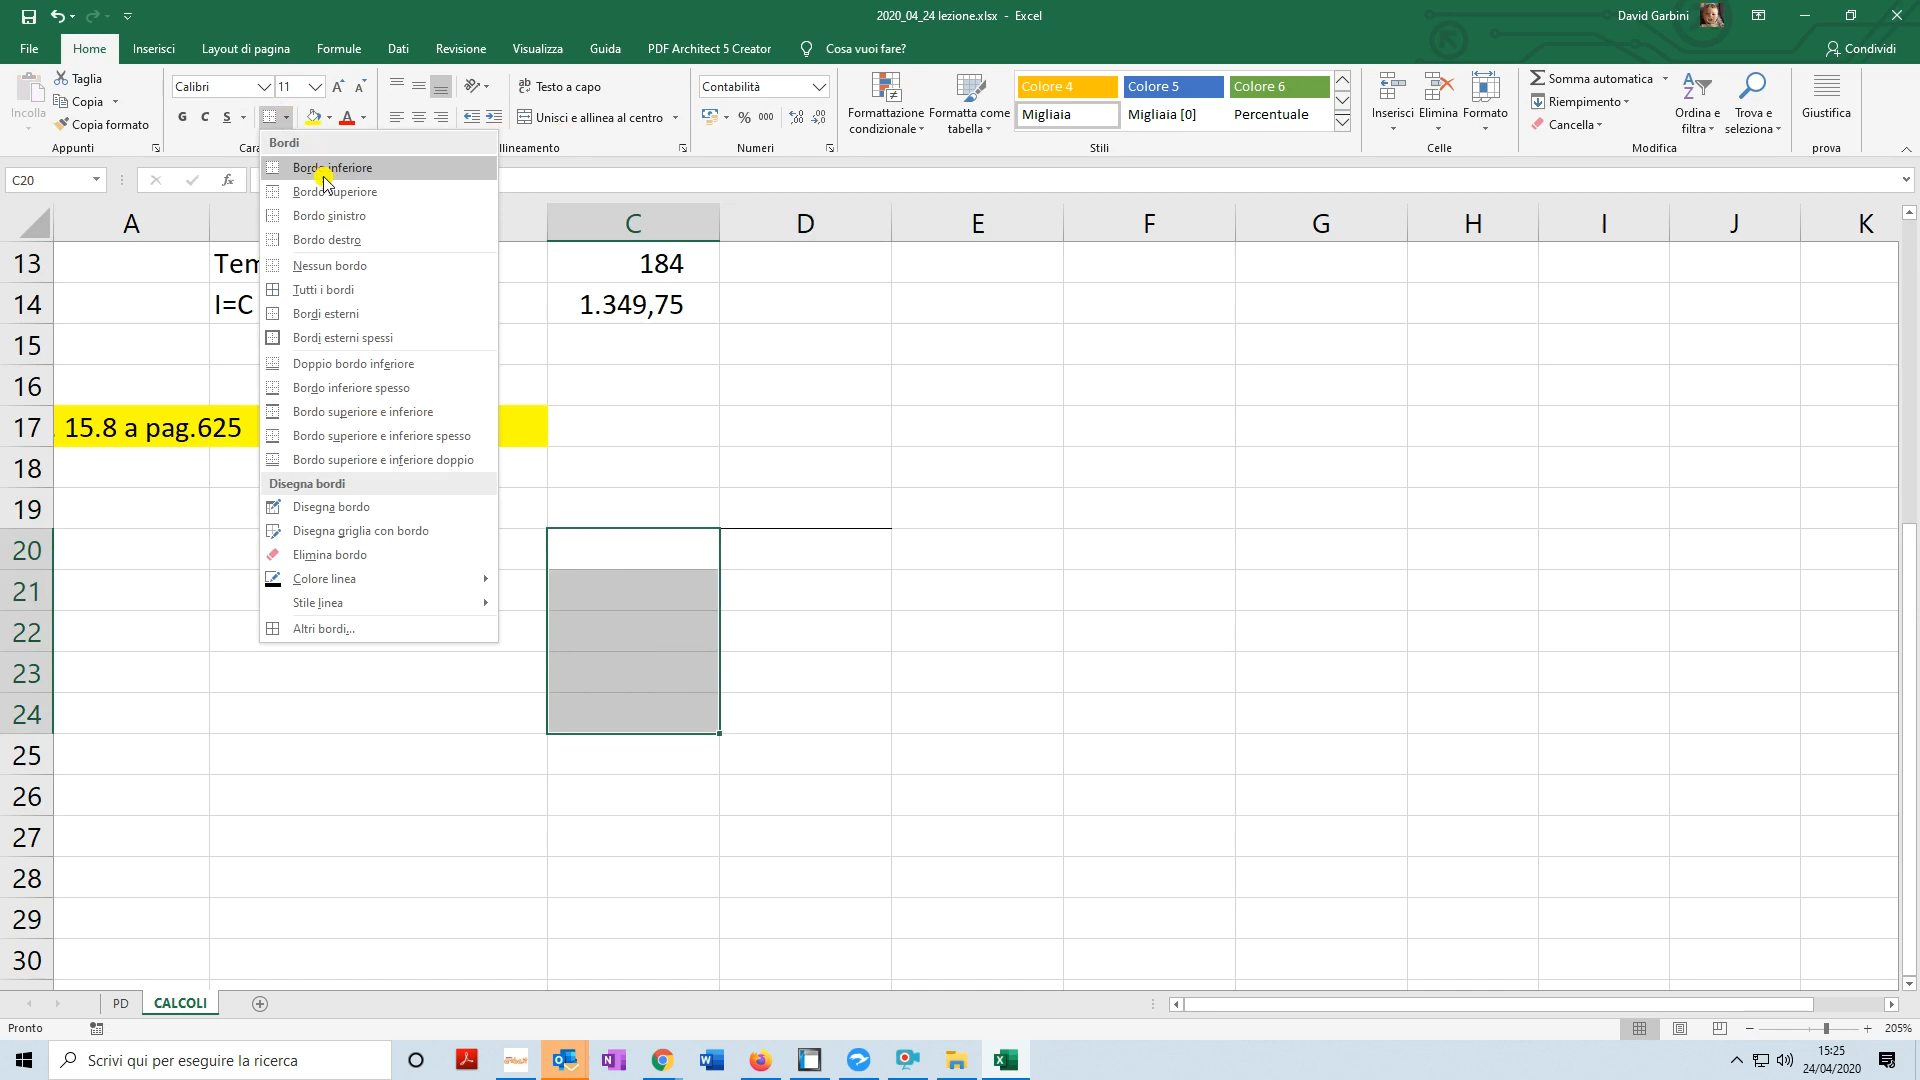 2020_04_24 lezione.xlsx - Excel
David Garbini
File Home Inserisci Layout di pagina Formule Dati Revisione Visualizza Guida PDF Architect 5 Creator Cosa vuoi fare? Condividi
Incolla
Taglia
Copia
Copia formato
Appunti
Calibri 11
G C S
Testo a capo
Unisci e allinea al centro
llineamento
Contabilità
% 000
Numeri
Formattazione condizionale
Formatta come tabella
Colore 4 Colore 5 Colore 6
Migliaia Migliaia [0] Percentuale
Stili
Inserisci Elimina Formato
Celle
Somma automatica
Riempimento
Cancella
Ordina e filtra
Trova e seleziona
Modifica
Giustifica
prova
C20
fx
Bordi
Bordo inferiore
Bordo superiore
Bordo sinistro
Bordo destro
Nessun bordo
Tutti i bordi
Bordi esterni
Bordi esterni spessi
Doppio bordo inferiore
Bordo inferiore spesso
Bordo superiore e inferiore
Bordo superiore e inferiore spesso
Bordo superiore e inferiore doppio
Disegna bordi
Disegna bordo
Disegna griglia con bordo
Elimina bordo
Colore linea
Stile linea
Altri bordi...
A C D E F G H I J K
13 Tem 184
14 I=C 1.349,75
15
16
17 15.8 a pag.625
18
19
20
21
22
23
24
25
26
27
28
29
30
PD CALCOLI
Pronto
205%
Scrivi qui per eseguire la ricerca
15:25
24/04/2020